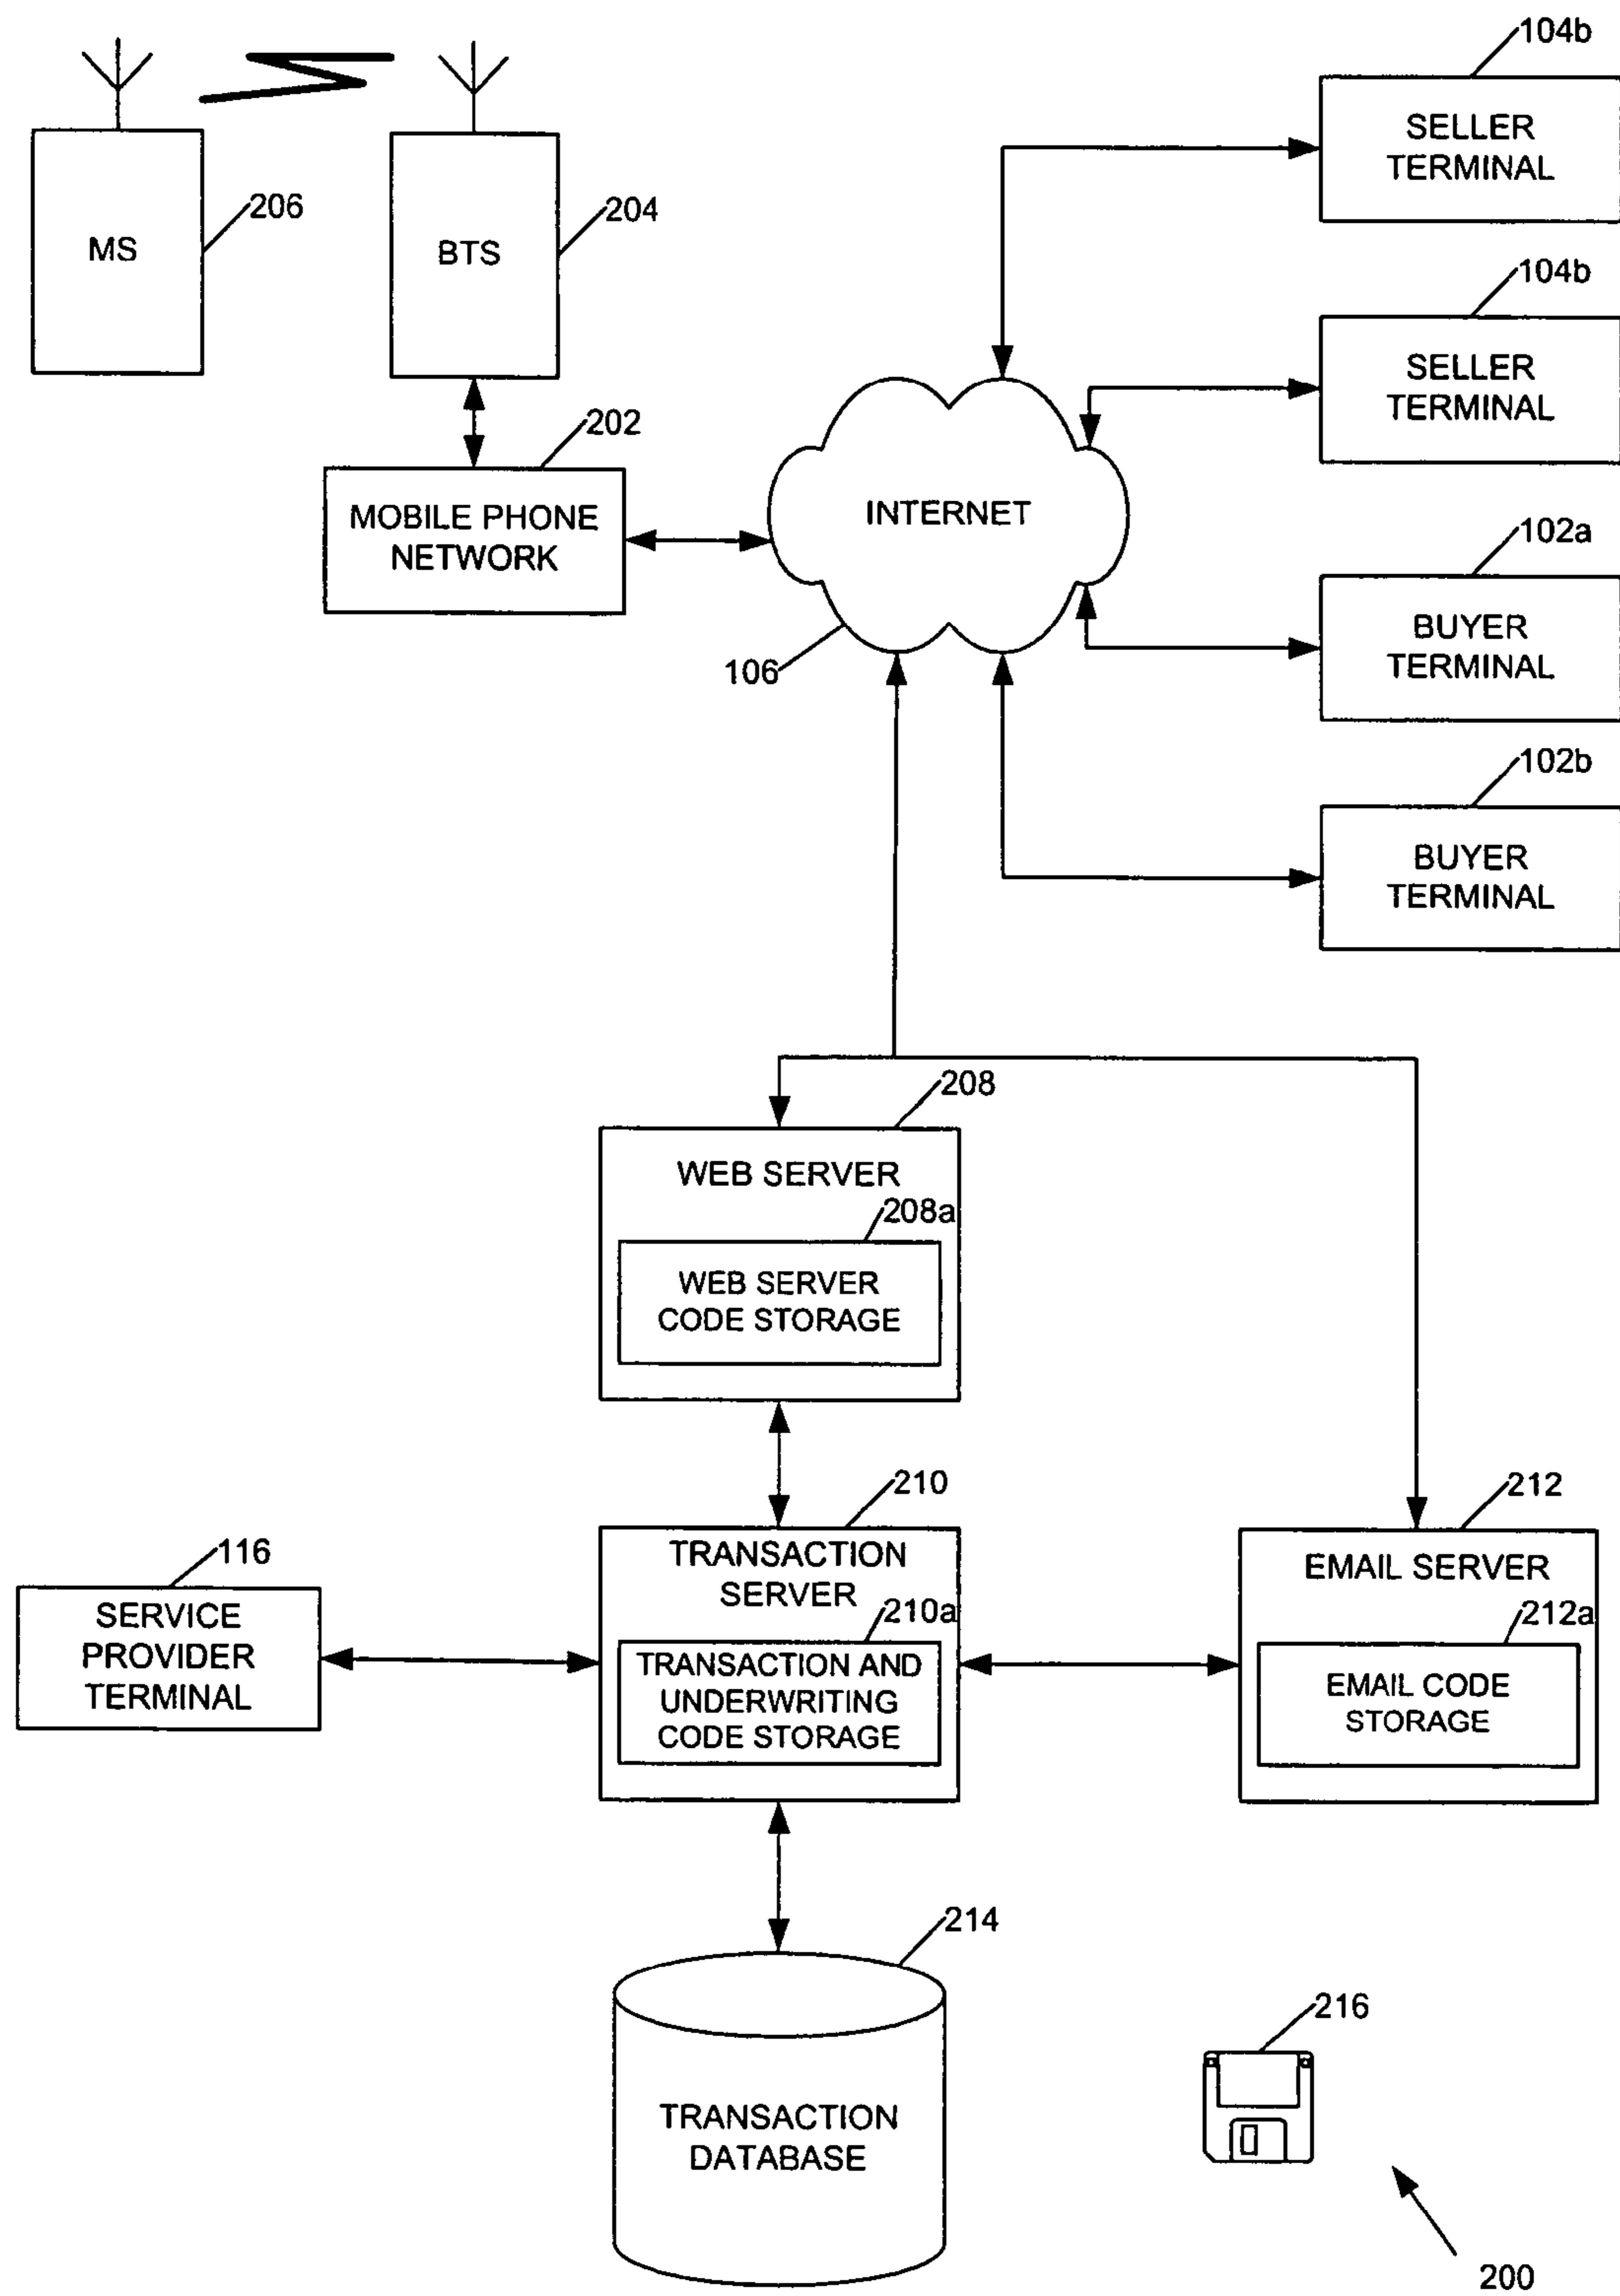 104b
SELLER
TERMINAL
206
MS
204
BTS
104b
SELLER
TERMINAL
202
MOBILE PHONE
NETWORK
INTERNET
106
102a
BUYER
TERMINAL
102b
BUYER
TERMINAL
208
WEB SERVER
208a
WEB SERVER
CODE STORAGE
210
TRANSACTION
SERVER
210a
TRANSACTION AND
UNDERWRITING
CODE STORAGE
212
EMAIL SERVER
212a
EMAIL CODE
STORAGE
116
SERVICE
PROVIDER
TERMINAL
214
TRANSACTION
DATABASE
216
200